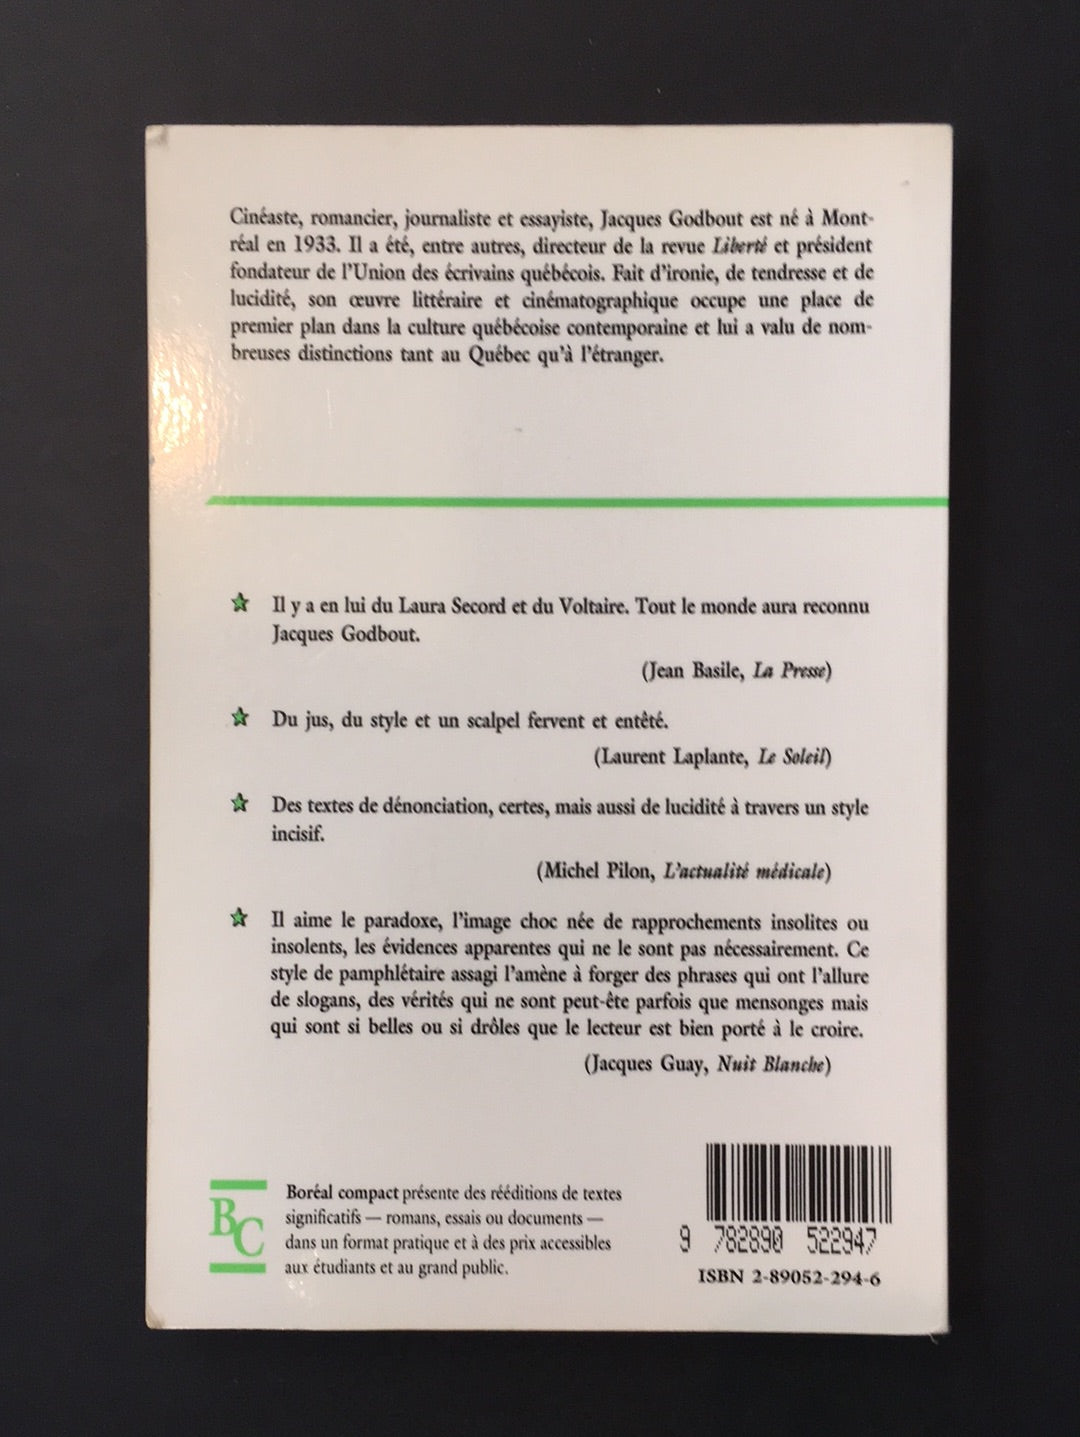 Cinéaste, romancier, journaliste et essayiste, Jacques Godbout est né à Mont-
réal en 1933. Il a été, entre autres, directeur de la revue Liberté et président
fondateur de l'Union des écrivains québécois. Fait d'ironie, de tendresse et de
lucidité, son œuvre littéraire et cinématographique occupe une place de
premier plan dans la culture québécoise contemporaine et lui a valu de nom-
breuses distinctions tant au Québec qu'à l'étranger.
Il y a en lui du Laura Secord et du Voltaire. Tout le monde aura reconnu
Jacques Godbout.
(Jean Basile, La Presse)
Du jus, du style et un scalpel fervent et entêté.
(Laurent Laplante, Le Soleil)
Des textes de dénonciation, certes, mais aussi de lucidité à travers un style
incisif.
(Michel Pilon, L'actualité médicale)
Il aime le paradoxe, l'image choc née de rapprochements insolites ou
insolents, les évidences apparentes qui ne le sont pas nécessairement. Ce
style de pamphlétaire assagi l'amène à forger des phrases qui ont l'allure
de slogans, des vérités qui ne sont peut-ête parfois que mensonges mais
qui sont si belles ou si drôles que le lecteur est bien porté à le croire.
(Jacques Guay, Nuit Blanche)
BC
Boréal compact présente des rééditions de textes
significatifs — romans, essais ou documents —
dans un format pratique et à des prix accessibles
aux étudiants et au grand public.
9 782890 522947
ISBN 2-89052-294-6